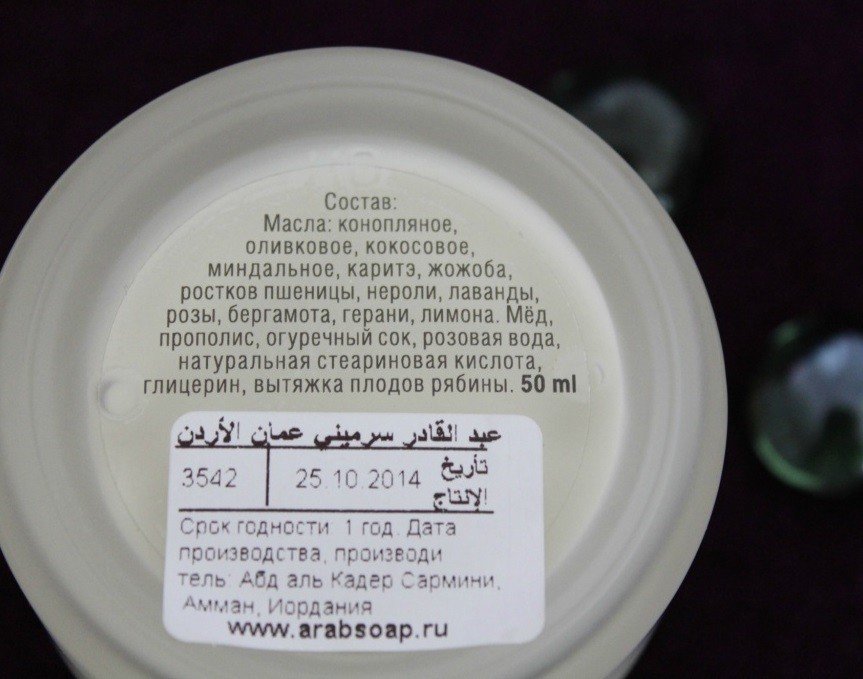 Состав:
Масла: конопляное,
оливковое, кокосовое,
миндальное, каритэ, жожоба,
ростков пшеницы, нероли, лаванды,
розы, бергамота, герани, лимона. Мёд,
прополис, огуречный сок, розовая вода,
натуральная стеариновая кислота,
глицерин, вытяжка плодов рябины. 50 ml
عبد القادر سرميني عمان الأردن
تأريخ
3542 25.10.2014
الإنتاج
Срок годности: 1 год. Дата
производства, производи
тель: Абд аль Кадер Сармини,
Амман, Иордания
www.arabsoap.ru